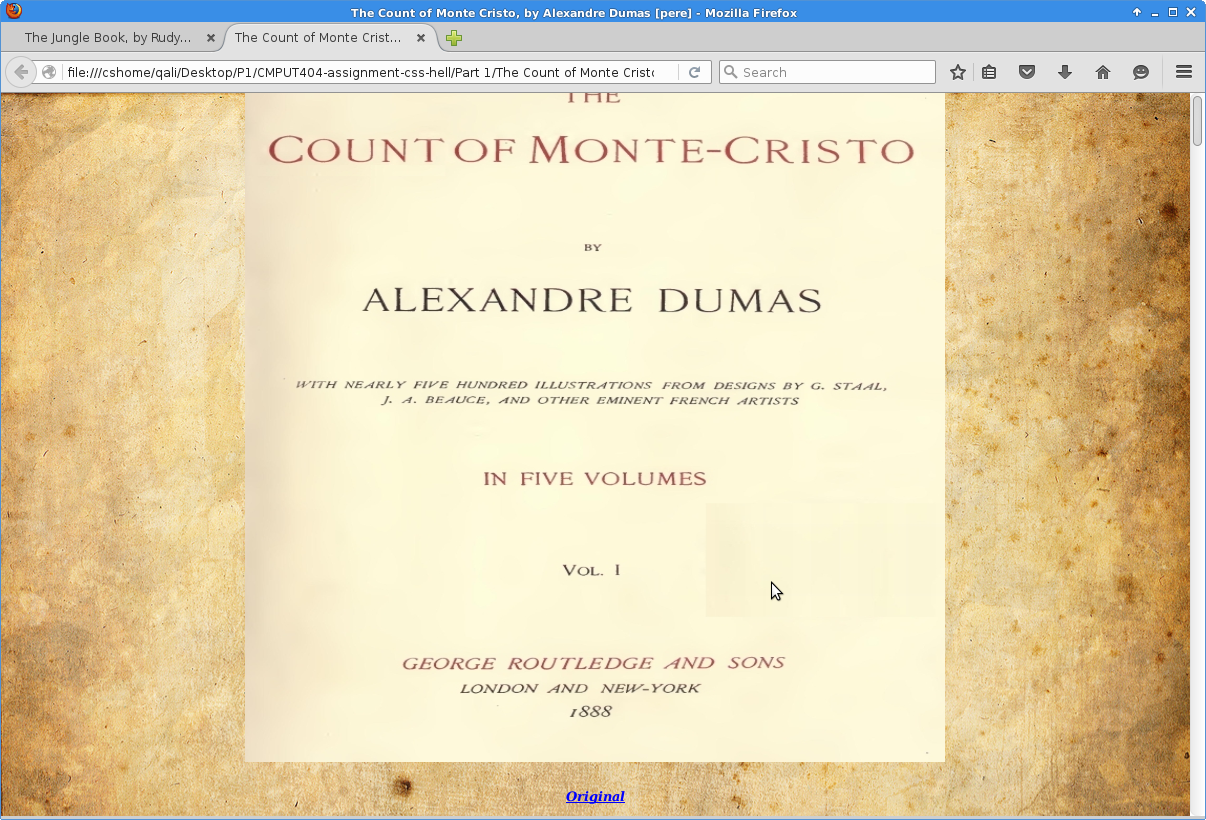 The Count of Monte Cristo, by Alexandre Dumas [pere] - Mozilla Firefox
The Jungle Book, by Rudy...
The Count of Monte Crist...
file:///cshome/qali/Desktop/P1/CMPUT404-assignment-css-hell/Part 1/The Count of Monte Cristo
Search
THE
COUNT OF MONTE-CRISTO
BY
ALEXANDRE DUMAS
WITH NEARLY FIVE HUNDRED ILLUSTRATIONS FROM DESIGNS BY G. STAAL,
J. A. BEAUCE, AND OTHER EMINENT FRENCH ARTISTS
IN FIVE VOLUMES
VOL. I
GEORGE ROUTLEDGE AND SONS
LONDON AND NEW-YORK
1888
Original